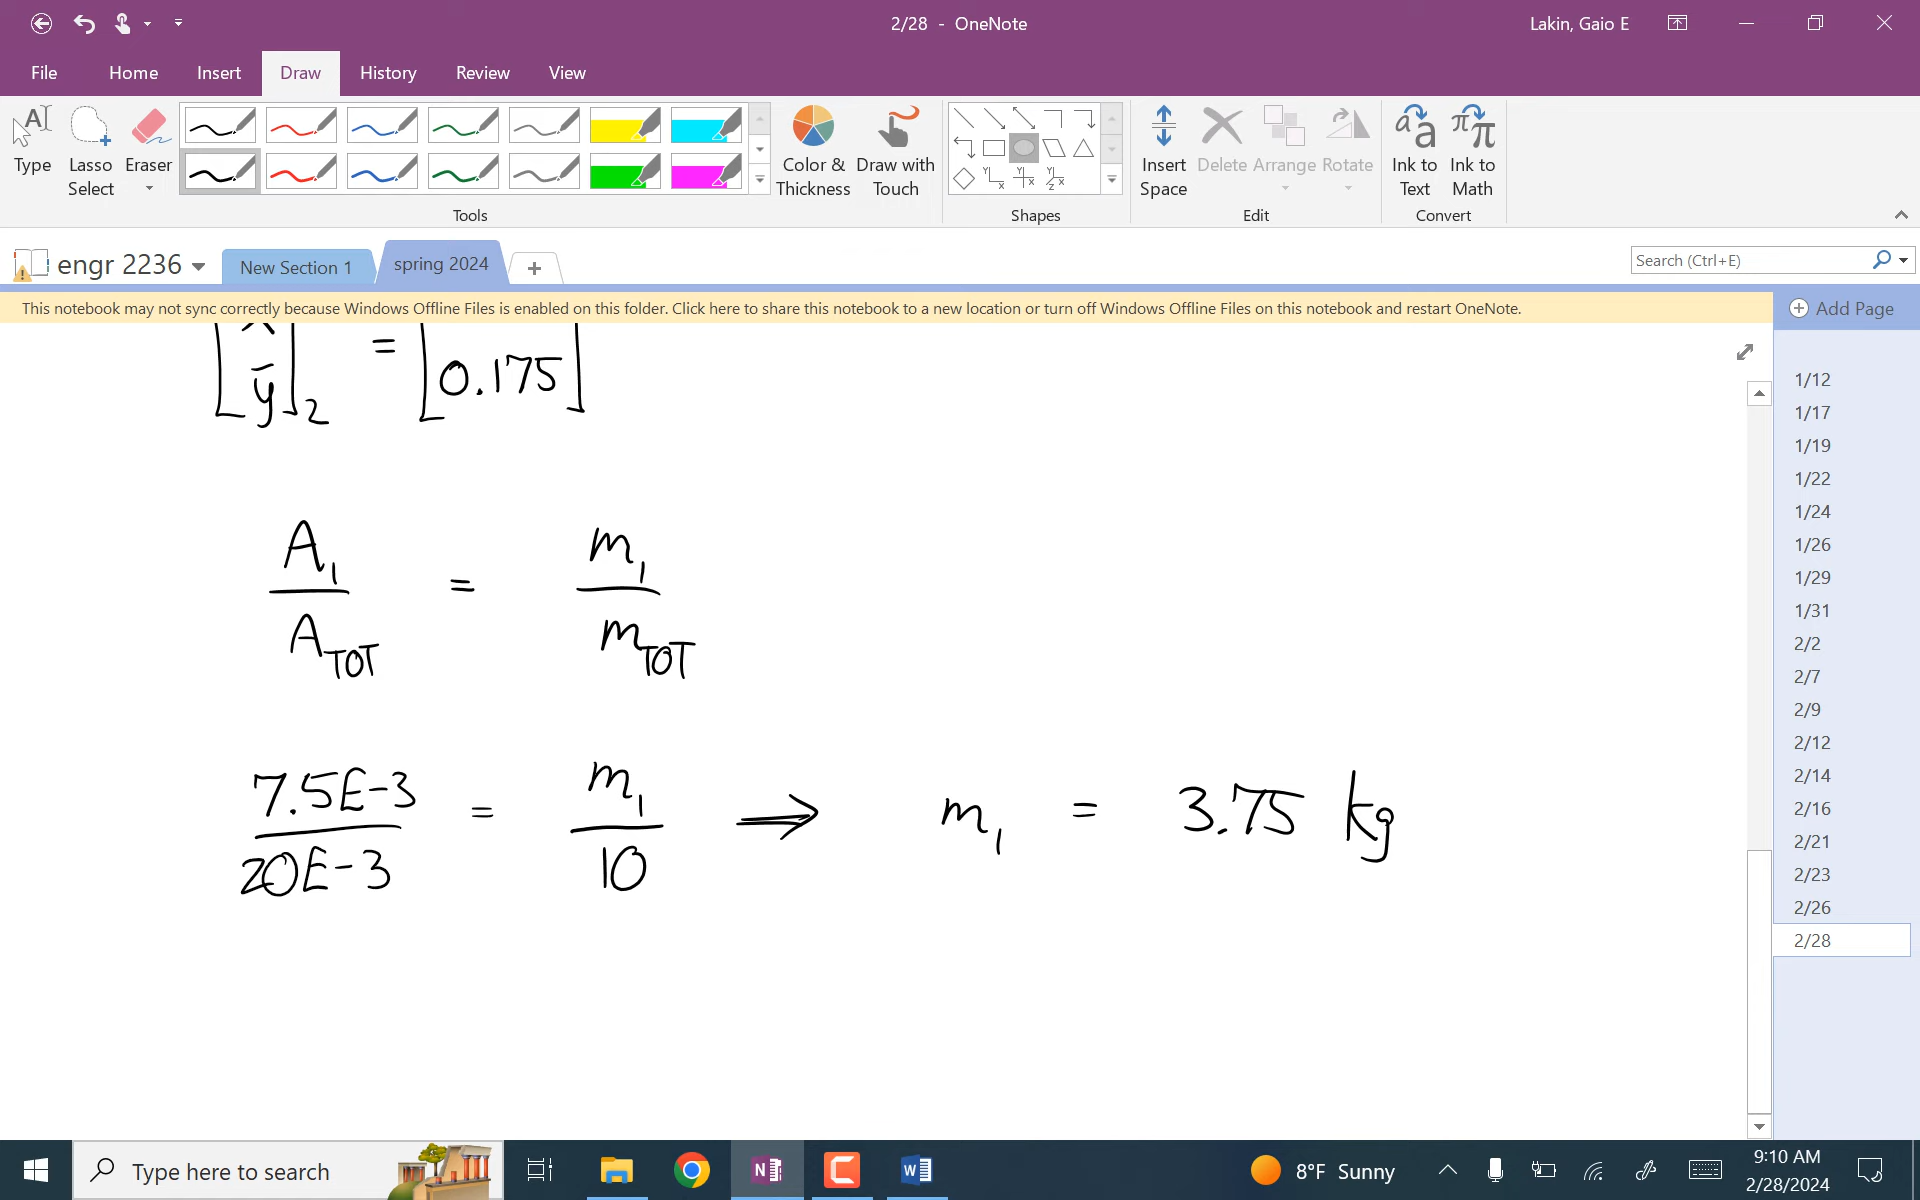 2/28 - OneNote
Lakin, Gaio E
File Home Insert Draw History Review View
Type
Lasso Select
Eraser
Color & Thickness
Draw with Touch
Insert Space
Delete
Arrange
Rotate
Ink to Text
Ink to Math
Tools
Shapes
Edit
Convert
engr 2236
New Section 1
spring 2024
Search (Ctrl+E)
This notebook may not sync correctly because Windows Offline Files is enabled on this folder. Click here to share this notebook to a new location or turn off Windows Offline Files on this notebook and restart OneNote.
Add Page
1/12
1/17
1/19
1/22
1/24
1/26
1/29
1/31
2/2
2/7
2/9
2/12
2/14
2/16
2/21
2/23
2/26
2/28
[ȳ]₂ = [0.175]
A₁ / A_TOT = m₁ / m_TOT
7.5E-3 / 20E-3 = m₁ / 10 ⇒ m₁ = 3.75 kg
Type here to search
8°F Sunny
9:10 AM
2/28/2024